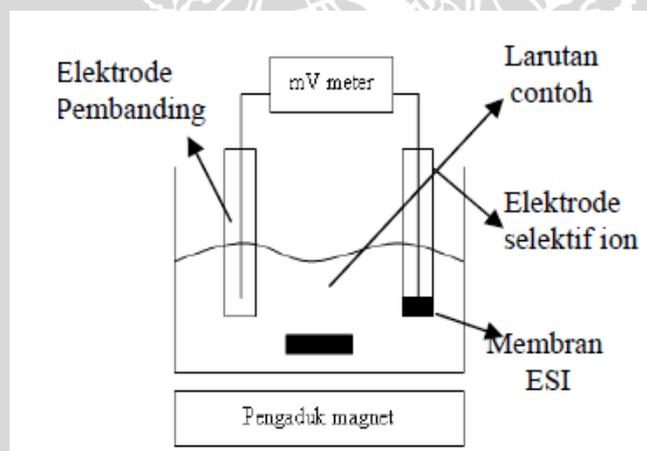 Elektrode
Pembanding
mV meter
Larutan
contoh
Elektrode
selektif ion
Membran
ESI
Pengaduk magnet